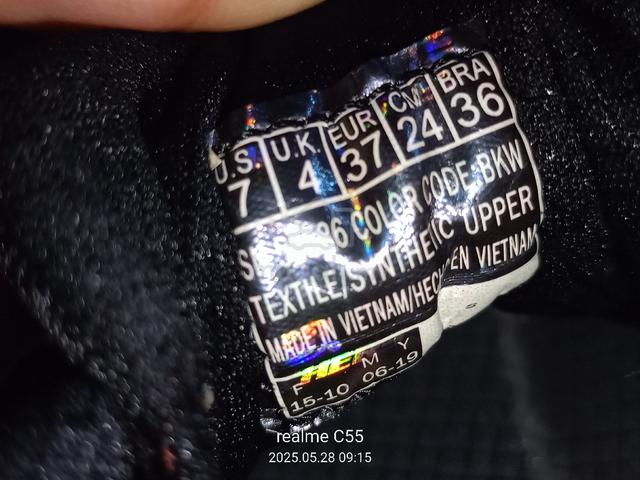 U.S. U.K. EUR CM BRA
7 4 37 24 36
COLOR CODE:BKW
TEXTILE/SYNTHETIC UPPER
MADE IN VIETNAM/HECHO EN VIETNAM
F M Y
15-10 06-19
realme C55
2025.05.28 09:15